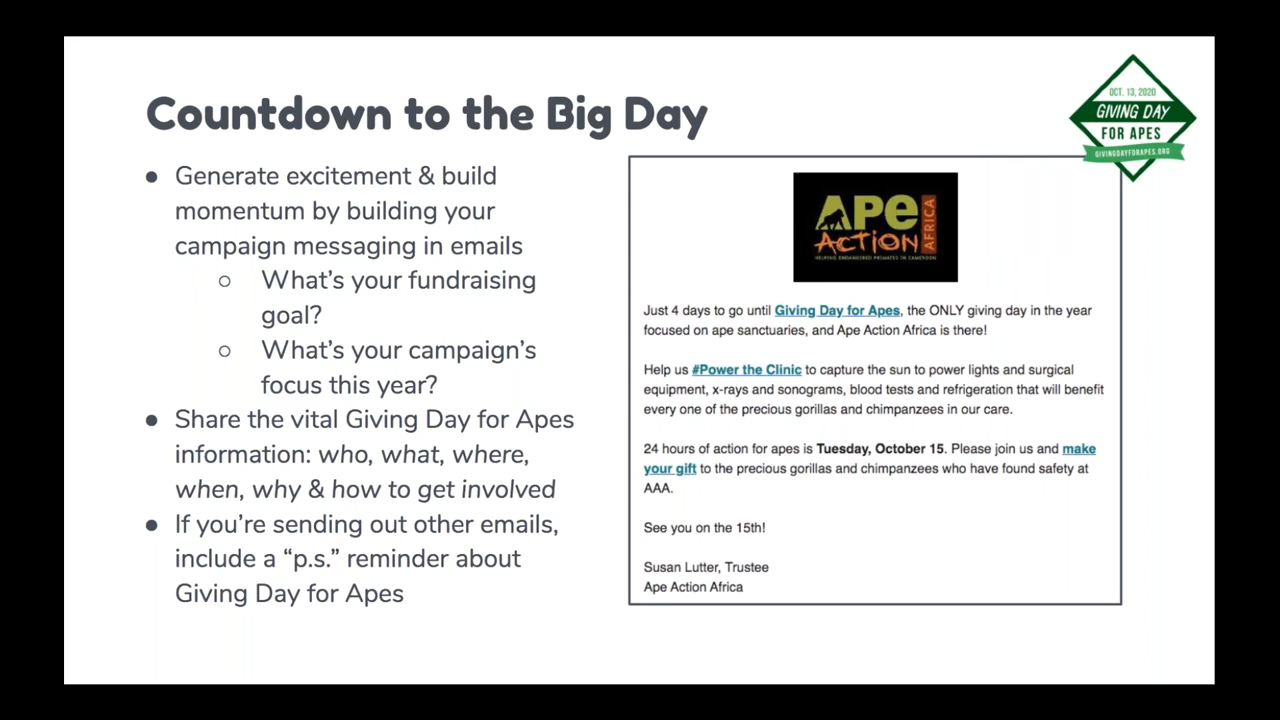 Countdown to the Big Day
OCT. 13, 2020
GIVING DAY
FOR APES
GIVINGDAYFORAPES.ORG
● Generate excitement & build
momentum by building your
campaign messaging in emails
○ What’s your fundraising
goal?
○ What’s your campaign’s
focus this year?
● Share the vital Giving Day for Apes
information: who, what, where,
when, why & how to get involved
● If you’re sending out other emails,
include a “p.s.” reminder about
Giving Day for Apes
APe
ACTiON
AFRICA
HELPING ENDANGERED PRIMATES IN CAMEROON
Just 4 days to go until Giving Day for Apes, the ONLY giving day in the year
focused on ape sanctuaries, and Ape Action Africa is there!
Help us #Power the Clinic to capture the sun to power lights and surgical
equipment, x-rays and sonograms, blood tests and refrigeration that will benefit
every one of the precious gorillas and chimpanzees in our care.
24 hours of action for apes is Tuesday, October 15. Please join us and make
your gift to the precious gorillas and chimpanzees who have found safety at
AAA.
See you on the 15th!
Susan Lutter, Trustee
Ape Action Africa